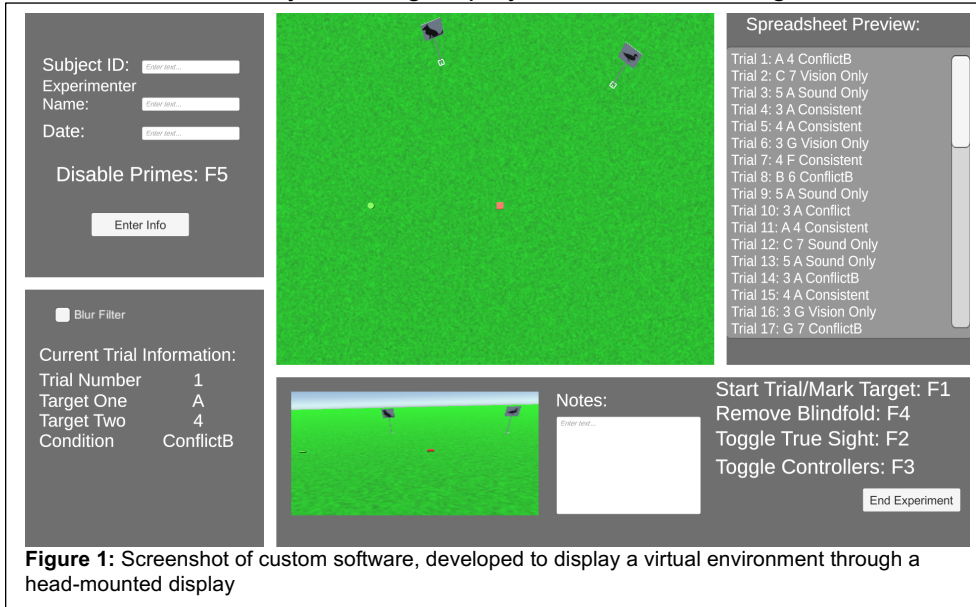 Subject ID: Enter text...
Experimenter
Name: Enter text...
Date: Enter text...
Disable Primes: F5
Enter Info
Blur Filter
Current Trial Information:
Trial Number 1
Target One A
Target Two 4
Condition ConflictB
Spreadsheet Preview:
Trial 1: A 4 ConflictB
Trial 2: C 7 Vision Only
Trial 3: 5 A Sound Only
Trial 4: 3 A Consistent
Trial 5: 4 A Consistent
Trial 6: 3 G Vision Only
Trial 7: 4 F Consistent
Trial 8: B 6 ConflictB
Trial 9: 5 A Sound Only
Trial 10: 3 A Conflict
Trial 11: A 4 Consistent
Trial 12: C 7 Sound Only
Trial 13: 5 A Sound Only
Trial 14: 3 A ConflictB
Trial 15: 4 A Consistent
Trial 16: 3 G Vision Only
Trial 17: G 7 ConflictB
Notes:
Enter text...
Start Trial/Mark Target: F1
Remove Blindfold: F4
Toggle True Sight: F2
Toggle Controllers: F3
End Experiment
Figure 1: Screenshot of custom software, developed to display a virtual environment through a
head-mounted display